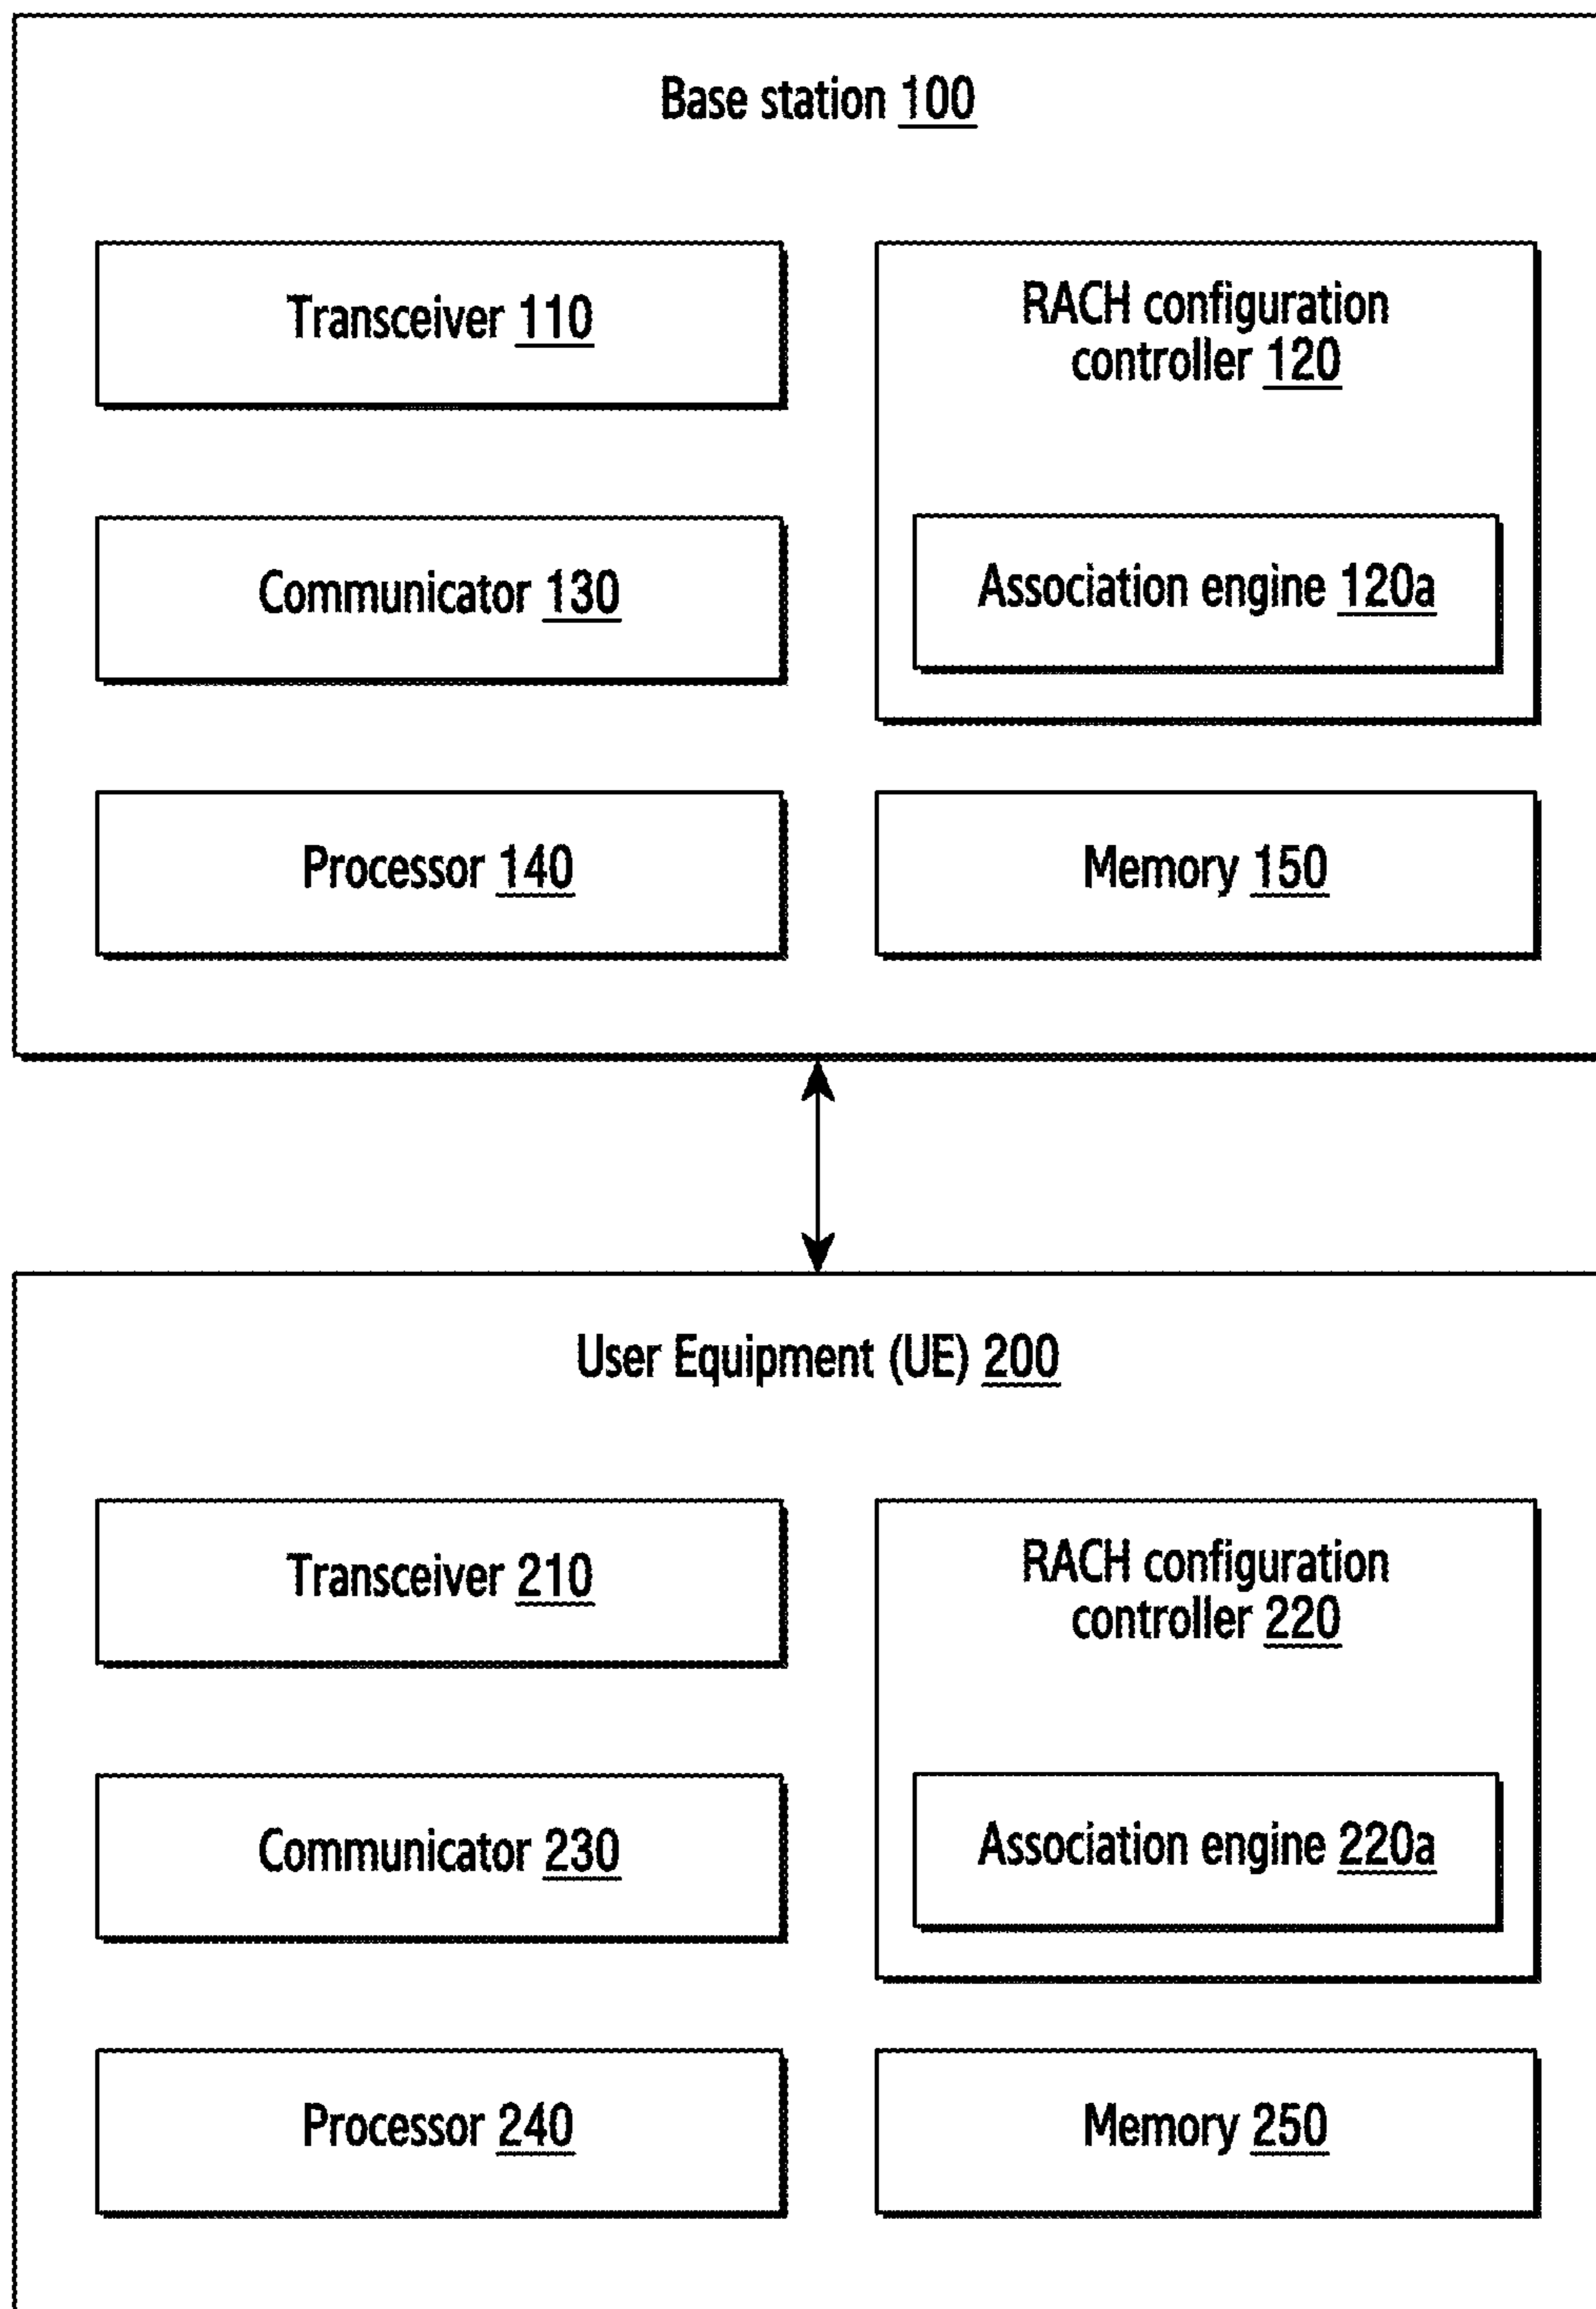 Base station 100
Transceiver 110
RACH configuration
controller 120
Communicator 130
Association engine 120a
Processor 140
Memory 150
User Equipment (UE) 200
Transceiver 210
RACH configuration
controller 220
Communicator 230
Association engine 220a
Processor 240
Memory 250